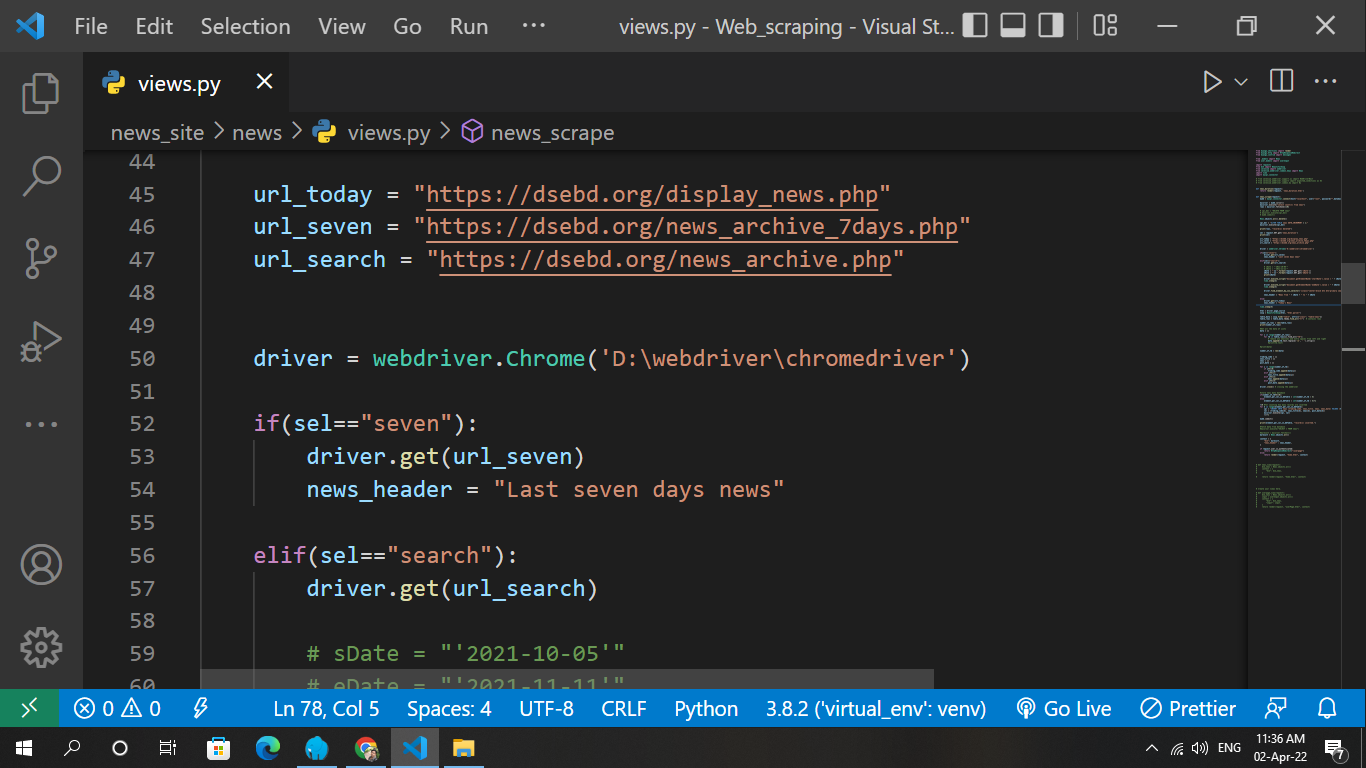 File Edit Selection View Go Run ··· views.py - Web_scraping - Visual St...
views.py
news_site > news > views.py > news_scrape
44
45 url_today = "https://dsebd.org/display_news.php"
46 url_seven = "https://dsebd.org/news_archive_7days.php"
47 url_search = "https://dsebd.org/news_archive.php"
48
49
50 driver = webdriver.Chrome('D:\webdriver\chromedriver')
51
52 if(sel=="seven"):
53 driver.get(url_seven)
54 news_header = "Last seven days news"
55
56 elif(sel=="search"):
57 driver.get(url_search)
58
59 # sDate = "'2021-10-05'"
60 # eDate = "'2021-11-11'"
0 0 Ln 78, Col 5 Spaces: 4 UTF-8 CRLF Python 3.8.2 ('virtual_env': venv) Go Live Prettier
ENG 11:36 AM
02-Apr-22 7